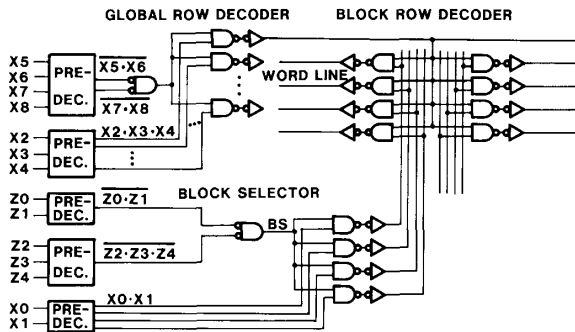 GLOBAL ROW DECODER
BLOCK ROW DECODER
X5
X6
X7
X8
PRE-
DEC.
X5·X6
X7·X8
WORD LINE
X2
X3
X4
PRE-
DEC.
X2·X3·X4
BLOCK SELECTOR
Z0
Z1
PRE-
DEC.
Z0·Z1
BS
Z2
Z3
Z4
PRE-
DEC.
Z2·Z3·Z4
X0
X1
PRE-
DEC.
X0·X1